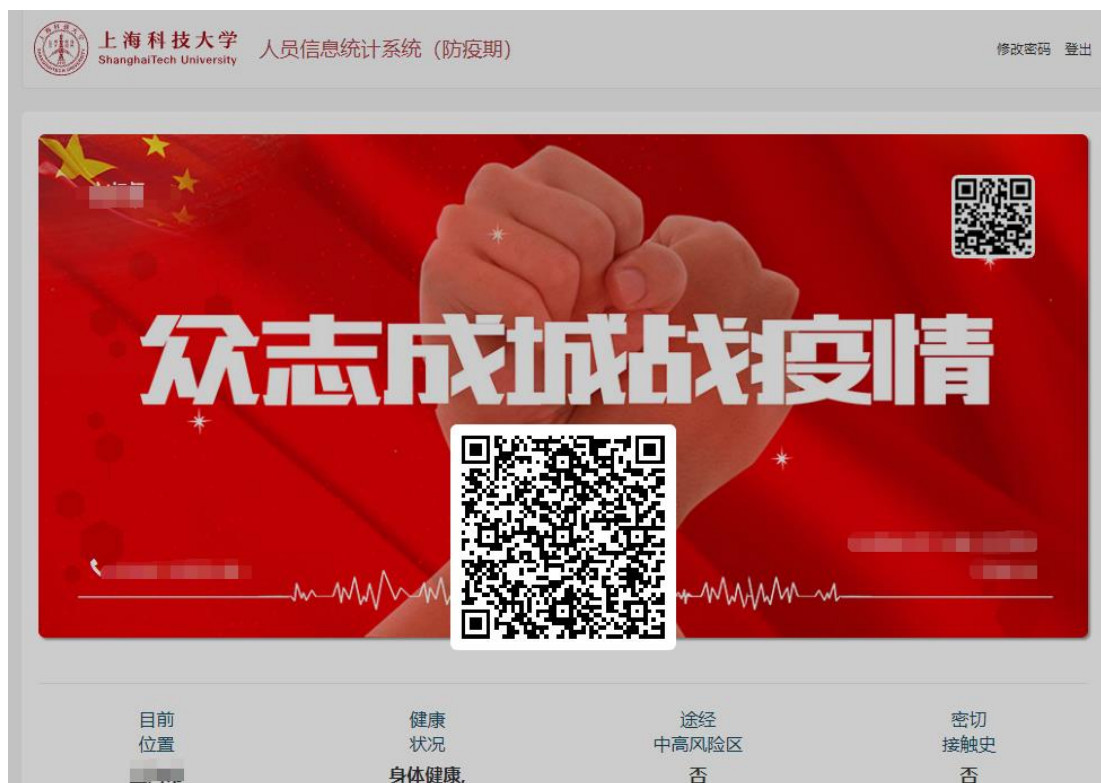 上海科技大学
ShanghaiTech University
人员信息统计系统（防疫期）
修改密码 登出
众志成城战疫情
目前
位置
健康
状况
身体健康,
途经
中高风险区
否
密切
接触史
否